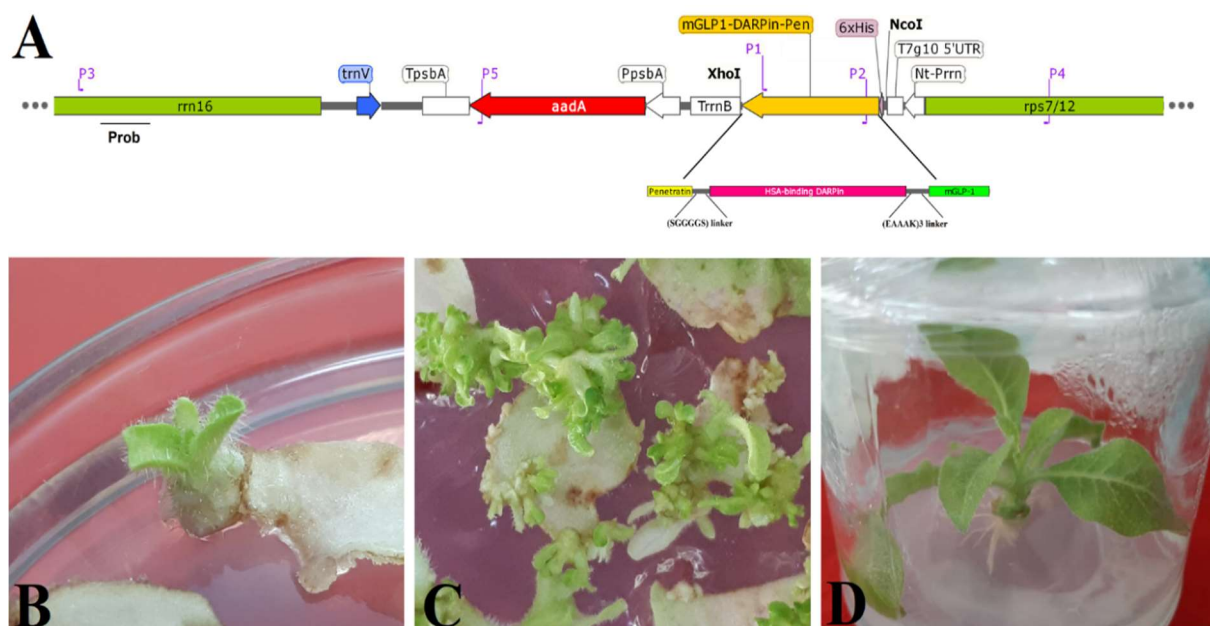 A
mGLP1-DARPin-Pen
6xHis
NcoI
T7g10 5'UTR
P3
trnV
TpsbA
P5
PpsbA
XhoI
P1
P2
Nt-Prrn
P4
rrn16
aadA
TrrnB
rps7/12
Prob
Penetratin
HSA-binding DARPin
mGLP-1
(SGGGGS) linker
(EAAAK)3 linker
B
C
D